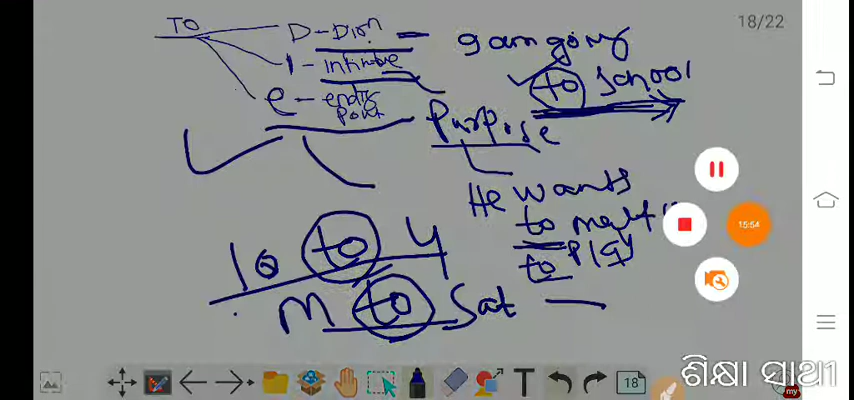 TO
D - Dion
I - infinitive
e - ending point
I am going
to School
Purpose
He wants
to meet
to play
10 to 4
M to Sat
18/22
15:54
18
T
my
ଶିକ୍ଷା ସାଥୀ